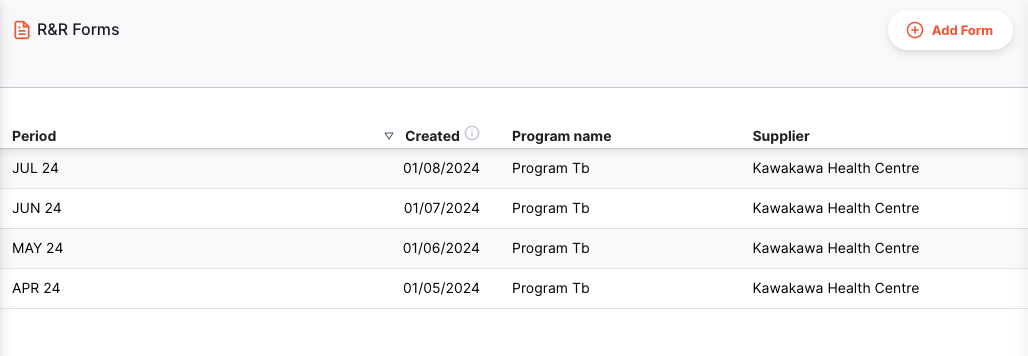 R&R Forms
Add Form
Period Created Program name Supplier
JUL 24 01/08/2024 Program Tb Kawakawa Health Centre
JUN 24 01/07/2024 Program Tb Kawakawa Health Centre
MAY 24 01/06/2024 Program Tb Kawakawa Health Centre
APR 24 01/05/2024 Program Tb Kawakawa Health Centre